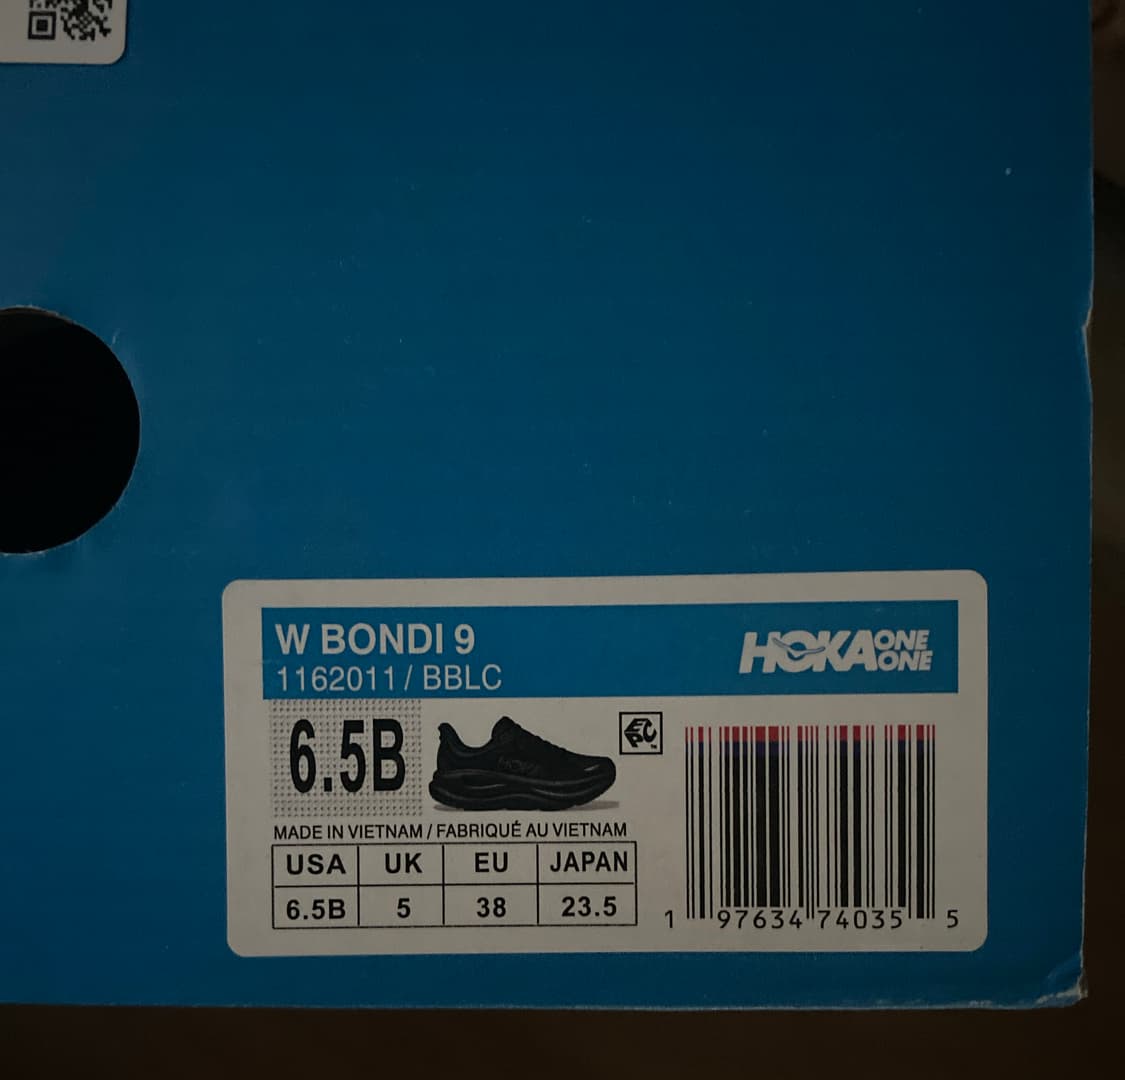 W BONDI 9
1162011 / BBLC
HOKA ONE ONE
6.5B
MADE IN VIETNAM / FABRIQUÉ AU VIETNAM
USA UK EU JAPAN
6.5B 5 38 23.5
1 97634 74035 5